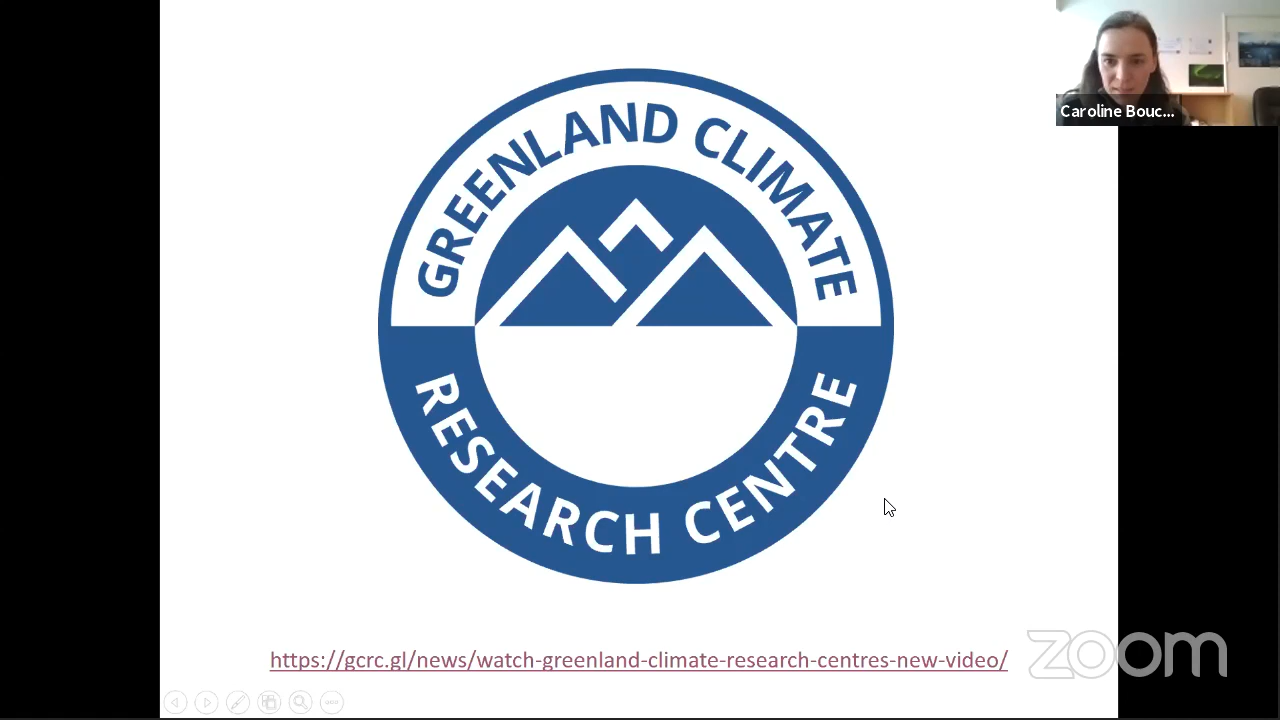 Caroline Bouc...
GREENLAND CLIMATE
RESEARCH CENTRE
https://gcrc.gl/news/watch-greenland-climate-research-centres-new-video/
zoom